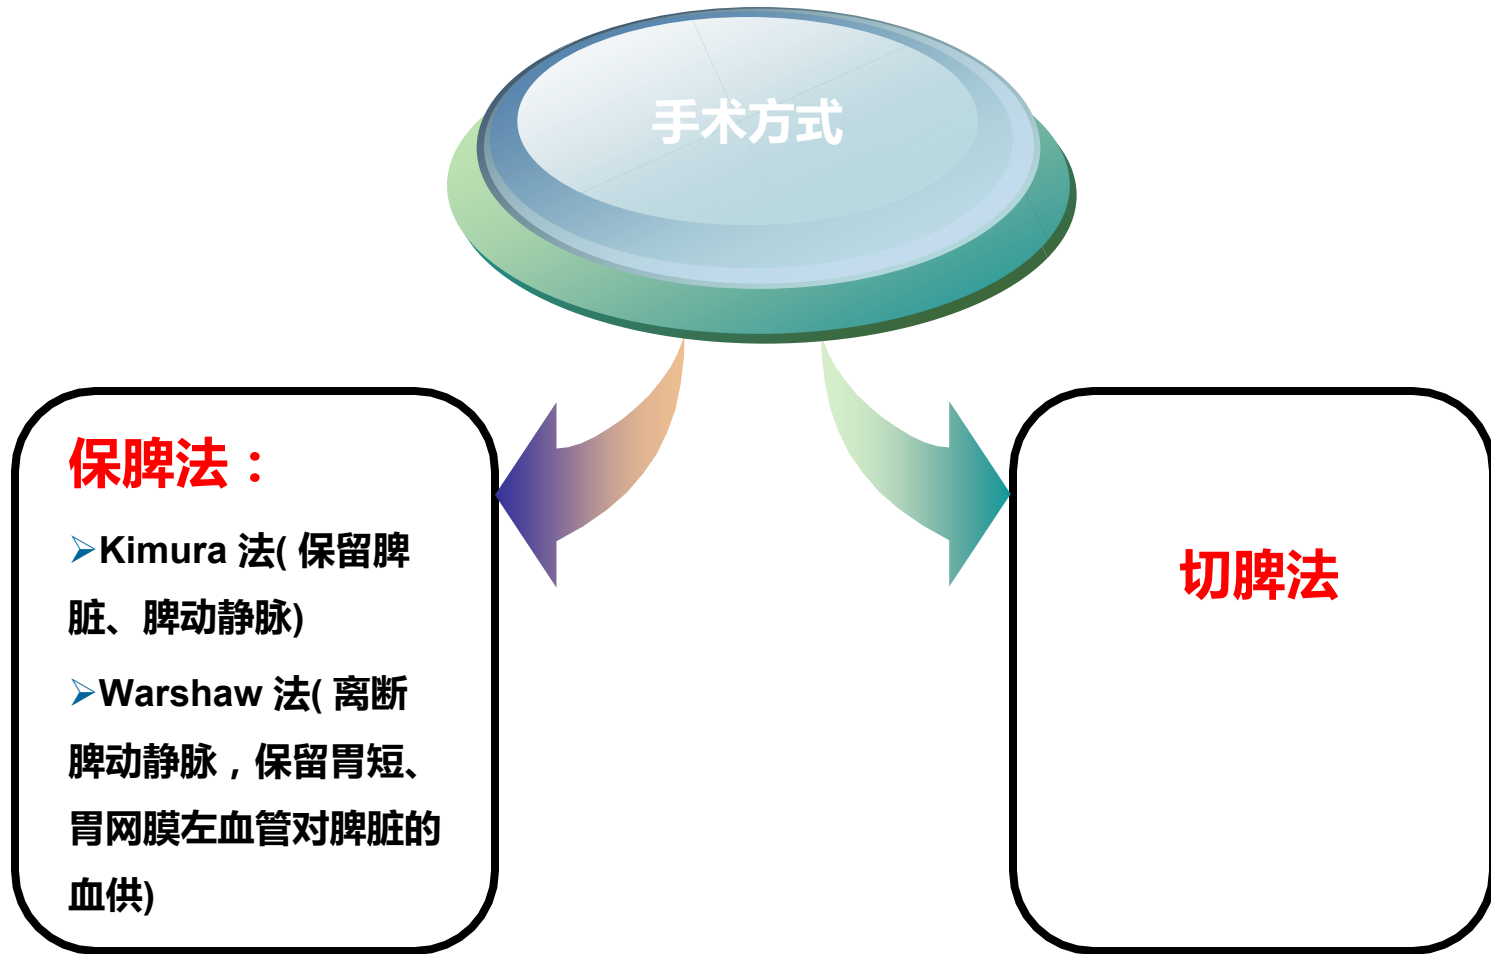 手术方式
保脾法：
➢Kimura 法( 保留脾
脏、脾动静脉)
➢Warshaw 法( 离断
脾动静脉，保留胃短、
胃网膜左血管对脾脏的
血供)
切脾法